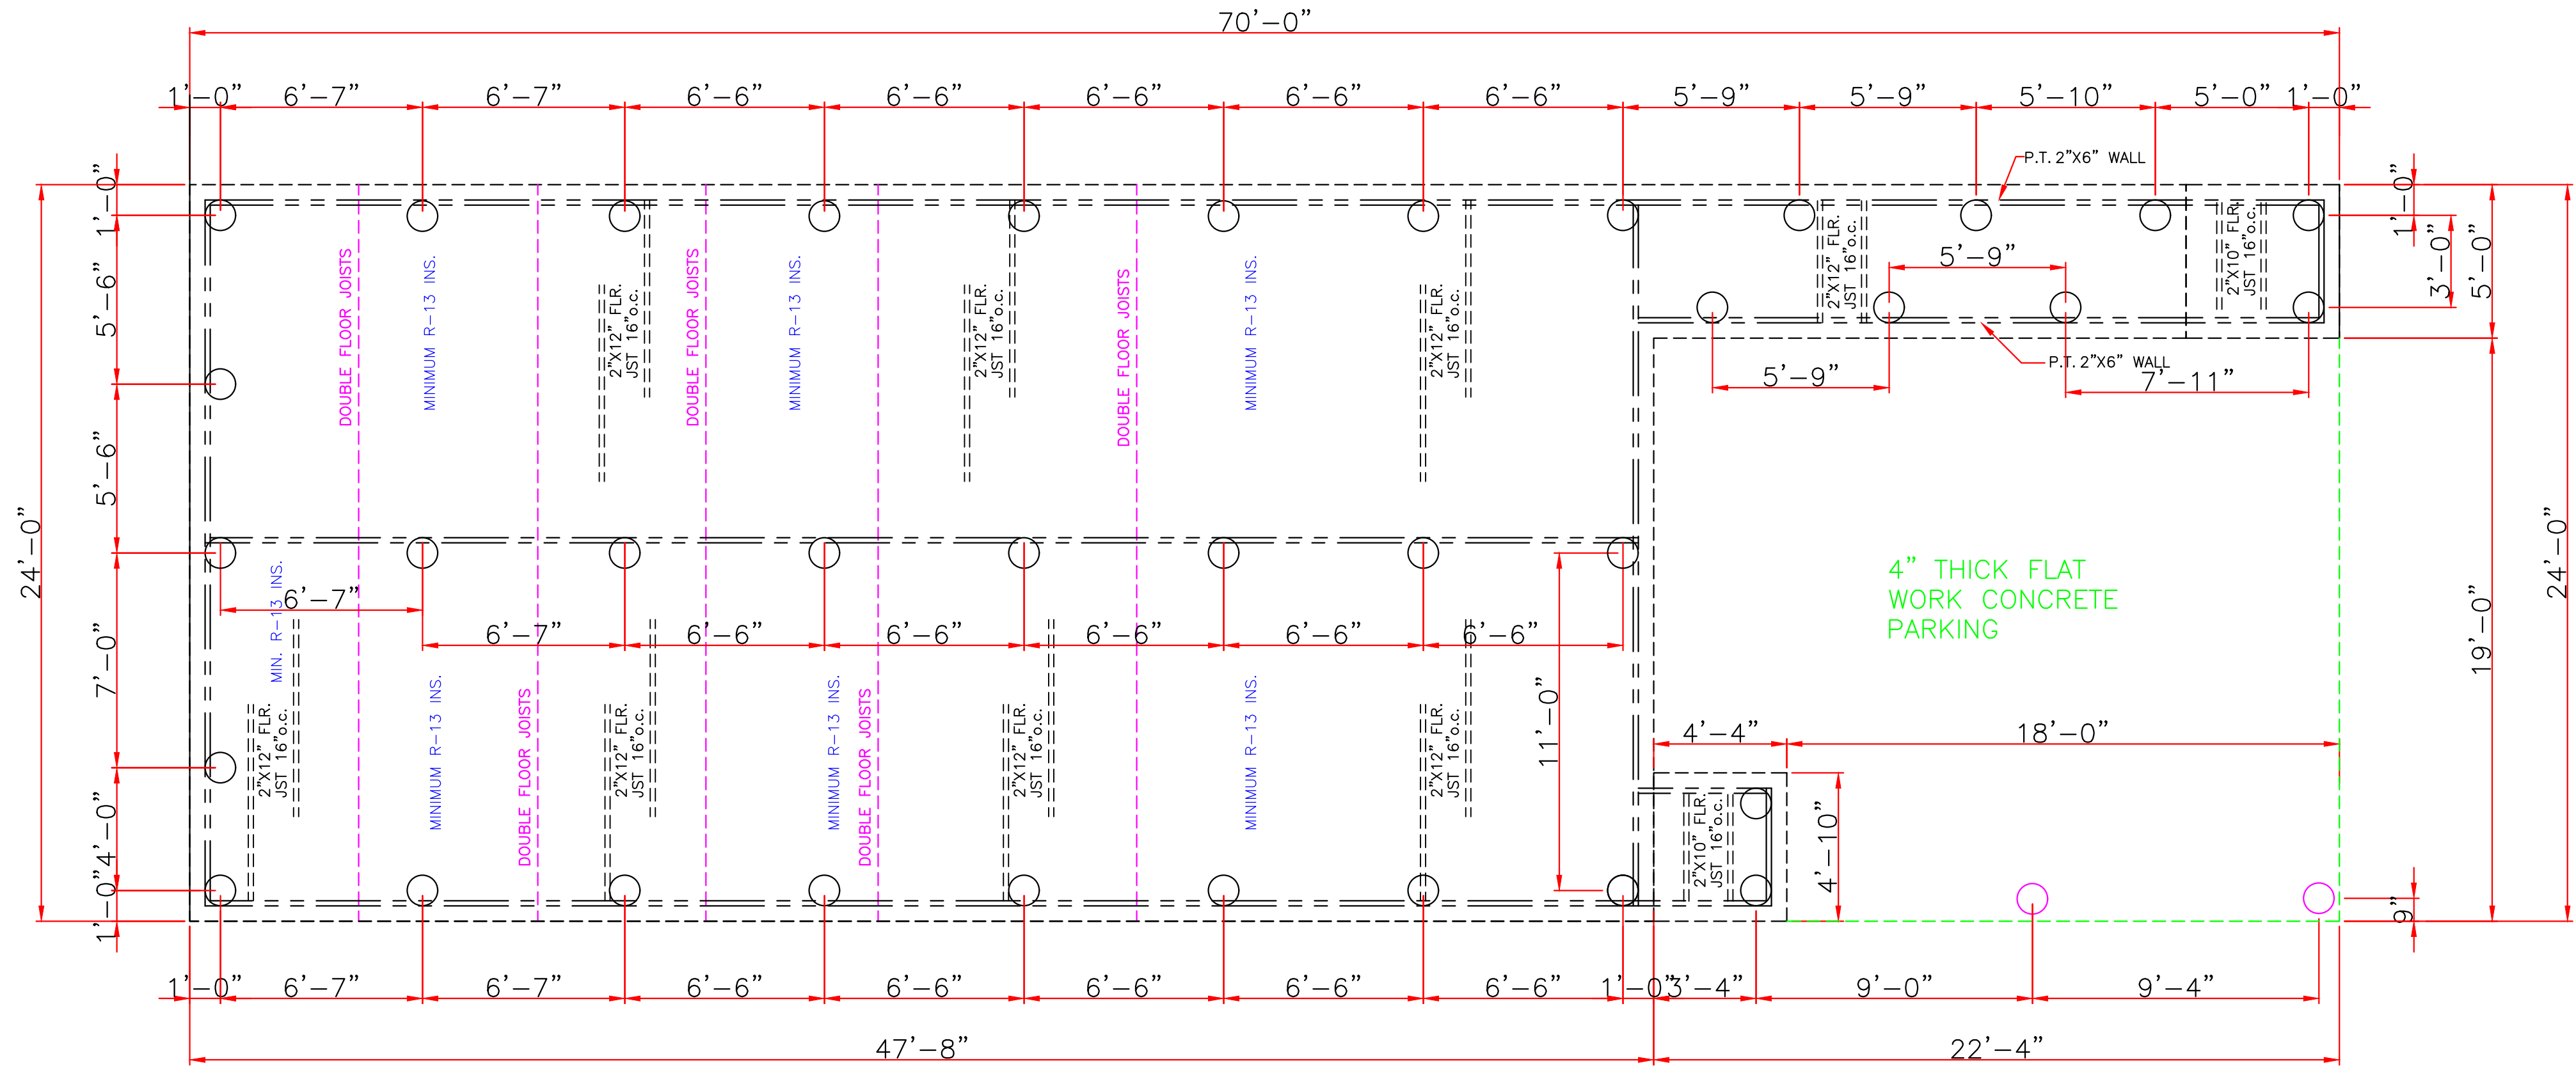 70'-0"
1'-0" 6'-7" 6'-7" 6'-6" 6'-6" 6'-6" 6'-6" 6'-6" 5'-9" 5'-9" 5'-10" 5'-0" 1'-0"
P.T. 2"X6" WALL
1'-0"
5'-6"
5'-6"
7'-0"
4'-0"
1'-0"
24'-0"
DOUBLE FLOOR JOISTS
MINIMUM R-13 INS.
2"X12" FLR.
JST 16"o.c.
DOUBLE FLOOR JOISTS
MINIMUM R-13 INS.
2"X12" FLR.
JST 16"o.c.
DOUBLE FLOOR JOISTS
MINIMUM R-13 INS.
2"X12" FLR.
JST 16"o.c.
2"X12" FLR.
JST 16"o.c.
5'-9"
2"X10" FLR.
JST 16"o.c.
1'-0"
3'-0"
5'-0"
P.T. 2"X6" WALL
5'-9"
7'-11"
MIN. R-13 INS.
6'-7"
6'-7" 6'-6" 6'-6" 6'-6" 6'-6" 6'-6"
11'-0"
4" THICK FLAT
WORK CONCRETE
PARKING
19'-0"
24'-0"
2"X12" FLR.
JST 16"o.c.
MINIMUM R-13 INS.
DOUBLE FLOOR JOISTS
2"X12" FLR.
JST 16"o.c.
MINIMUM R-13 INS.
DOUBLE FLOOR JOISTS
2"X12" FLR.
JST 16"o.c.
MINIMUM R-13 INS.
2"X12" FLR.
JST 16"o.c.
4'-4"
18'-0"
2"X10" FLR.
JST 16"o.c.
4'-10"
9"
1'-0" 6'-7" 6'-7" 6'-6" 6'-6" 6'-6" 6'-6" 6'-6" 1'-0" 3'-4" 9'-0" 9'-4"
47'-8"
22'-4"